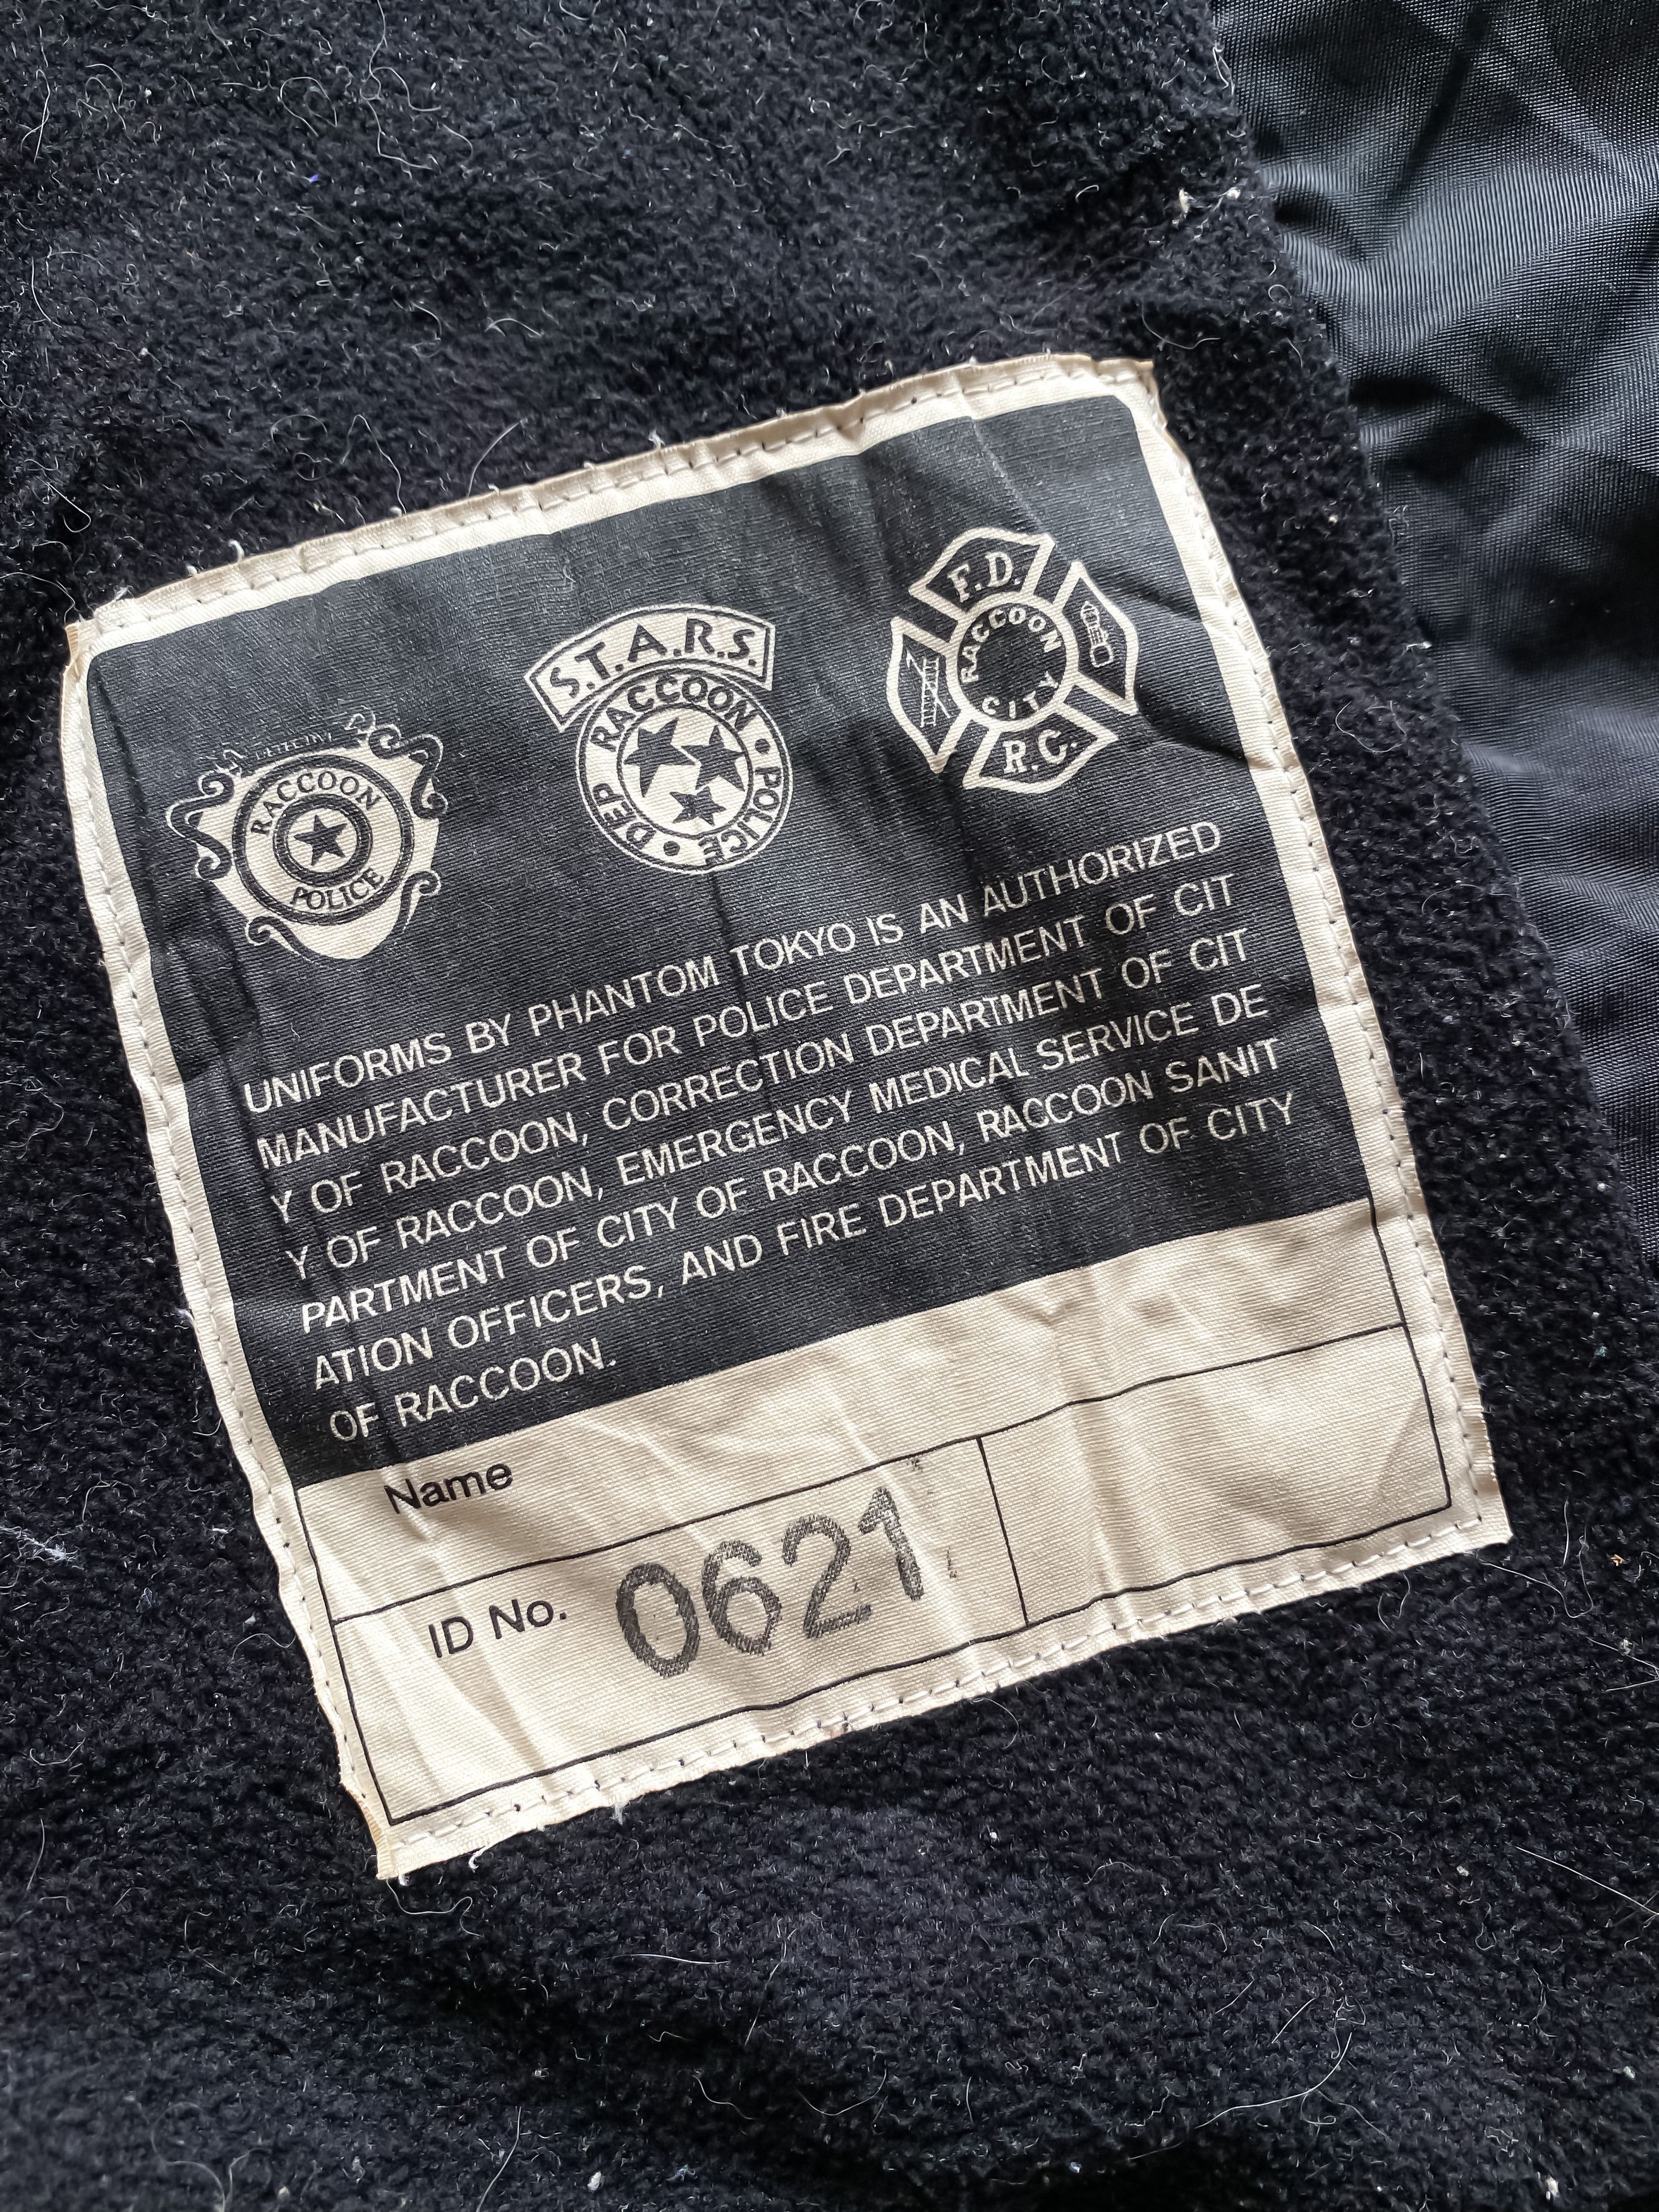 RACCOON
POLICE
S.T.A.R.S.
RACCOON • POLICE • DEP
F.D.
RACCOON
CITY
R.C.
UNIFORMS BY PHANTOM TOKYO IS AN AUTHORIZED
MANUFACTURER FOR POLICE DEPARTMENT OF CIT
Y OF RACCOON, CORRECTION DEPARTMENT OF CIT
Y OF RACCOON, EMERGENCY MEDICAL SERVICE DE
PARTMENT OF CITY OF RACCOON, RACCOON SANIT
ATION OFFICERS, AND FIRE DEPARTMENT OF CITY
OF RACCOON.
Name
ID No. 0621